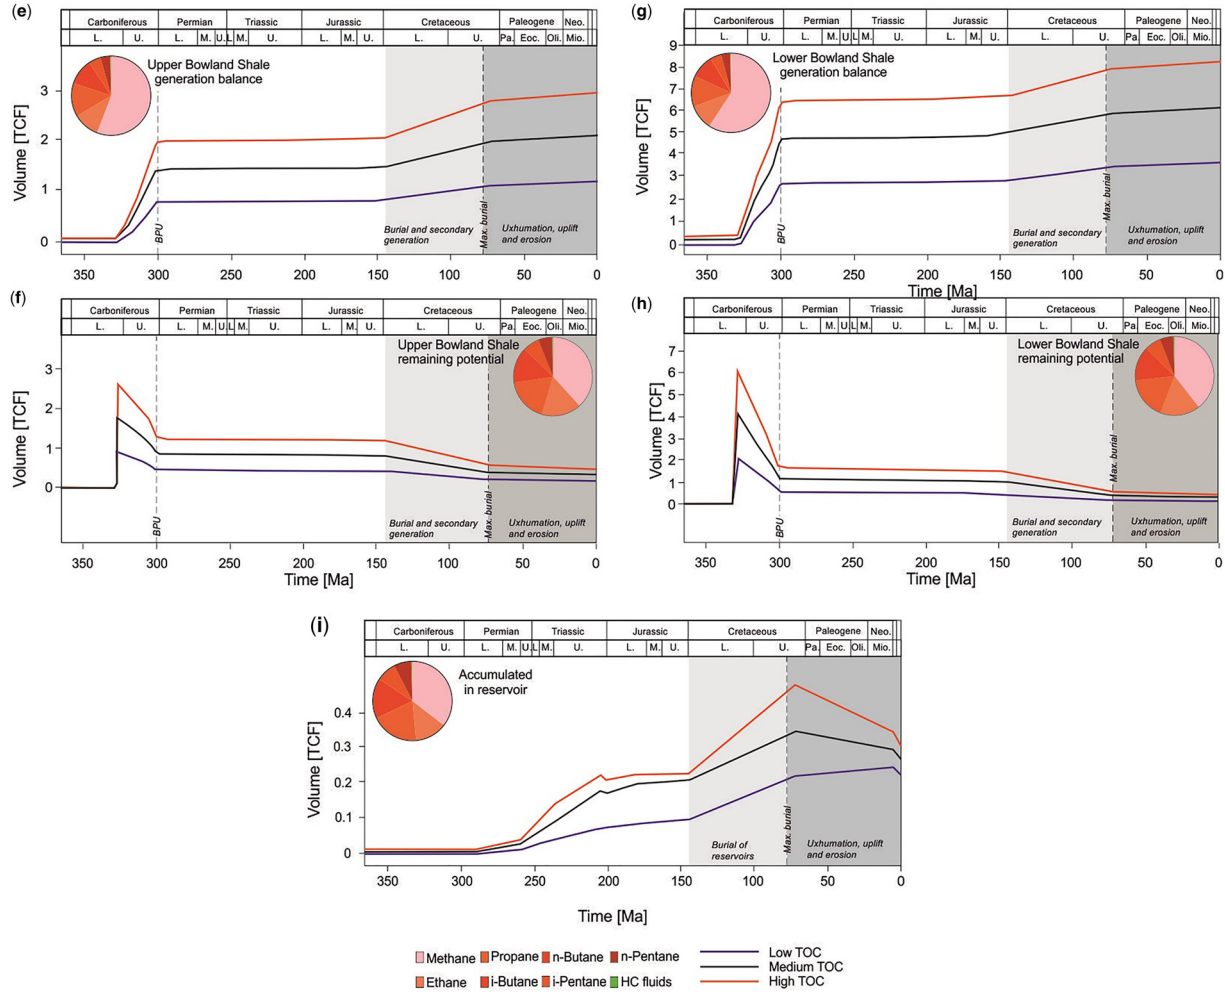 (e)
Carboniferous Permian Triassic Jurassic Cretaceous Paleogene Neo.
L. U. L. M. U. L M. U. L. M. U. L. U. Pa. Eoc. Oli. Mio.
Upper Bowland Shale
generation balance
Volume [TCF]
3
2
1
0
BPU
Burial and secondary
generation
Max. burial
Uxhumation, uplift
and erosion
350 300 250 200 150 100 50 0
(g)
Carboniferous Permian Triassic Jurassic Cretaceous Paleogene Neo.
L. U. L. M. U. L M. U. L. M. U. L. U. Pa. Eoc. Oli. Mio.
Lower Bowland Shale
generation balance
Volume [TCF]
9
8
7
6
5
4
3
2
1
0
BPU
Burial and secondary
generation
Max. burial
Uxhumation, uplift
and erosion
350 300 250 200 150 100 50 0
Time [Ma]
(f)
Carboniferous Permian Triassic Jurassic Cretaceous Paleogene Neo.
L. U. L. M. U. L M. U. L. M. U. L. U. Pa. Eoc. Oli. Mio.
Upper Bowland Shale
remaining potential
Volume [TCF]
3
2
1
0
BPU
Burial and secondary
generation
Max. burial
Uxhumation, uplift
and erosion
350 300 250 200 150 100 50 0
Time [Ma]
(h)
Carboniferous Permian Triassic Jurassic Cretaceous Paleogene Neo.
L. U. L. M. U L M. U. L. M. U. L. U. Pa Eoc. Oli. Mio.
Lower Bowland Shale
remaining potential
Volume [TCF]
7
6
5
4
3
2
1
0
BPU
Burial and secondary
generation
Max. burial
Uxhumation, uplift
and erosion
350 300 250 200 150 100 50 0
Time [Ma]
(i)
Carboniferous Permian Triassic Jurassic Cretaceous Paleogene Neo.
L. U. L. M. U. L M. U. L. M. U. L. U. Pa. Eoc. Oli. Mio.
Accumulated
in reservoir
Volume [TCF]
0.4
0.3
0.2
0.1
0
Burial of
reservoirs
Max. burial
Uxhumation, uplift
and erosion
350 300 250 200 150 100 50 0
Time [Ma]
Methane Propane n-Butane n-Pentane
Ethane i-Butane i-Pentane HC fluids
Low TOC
Medium TOC
High TOC